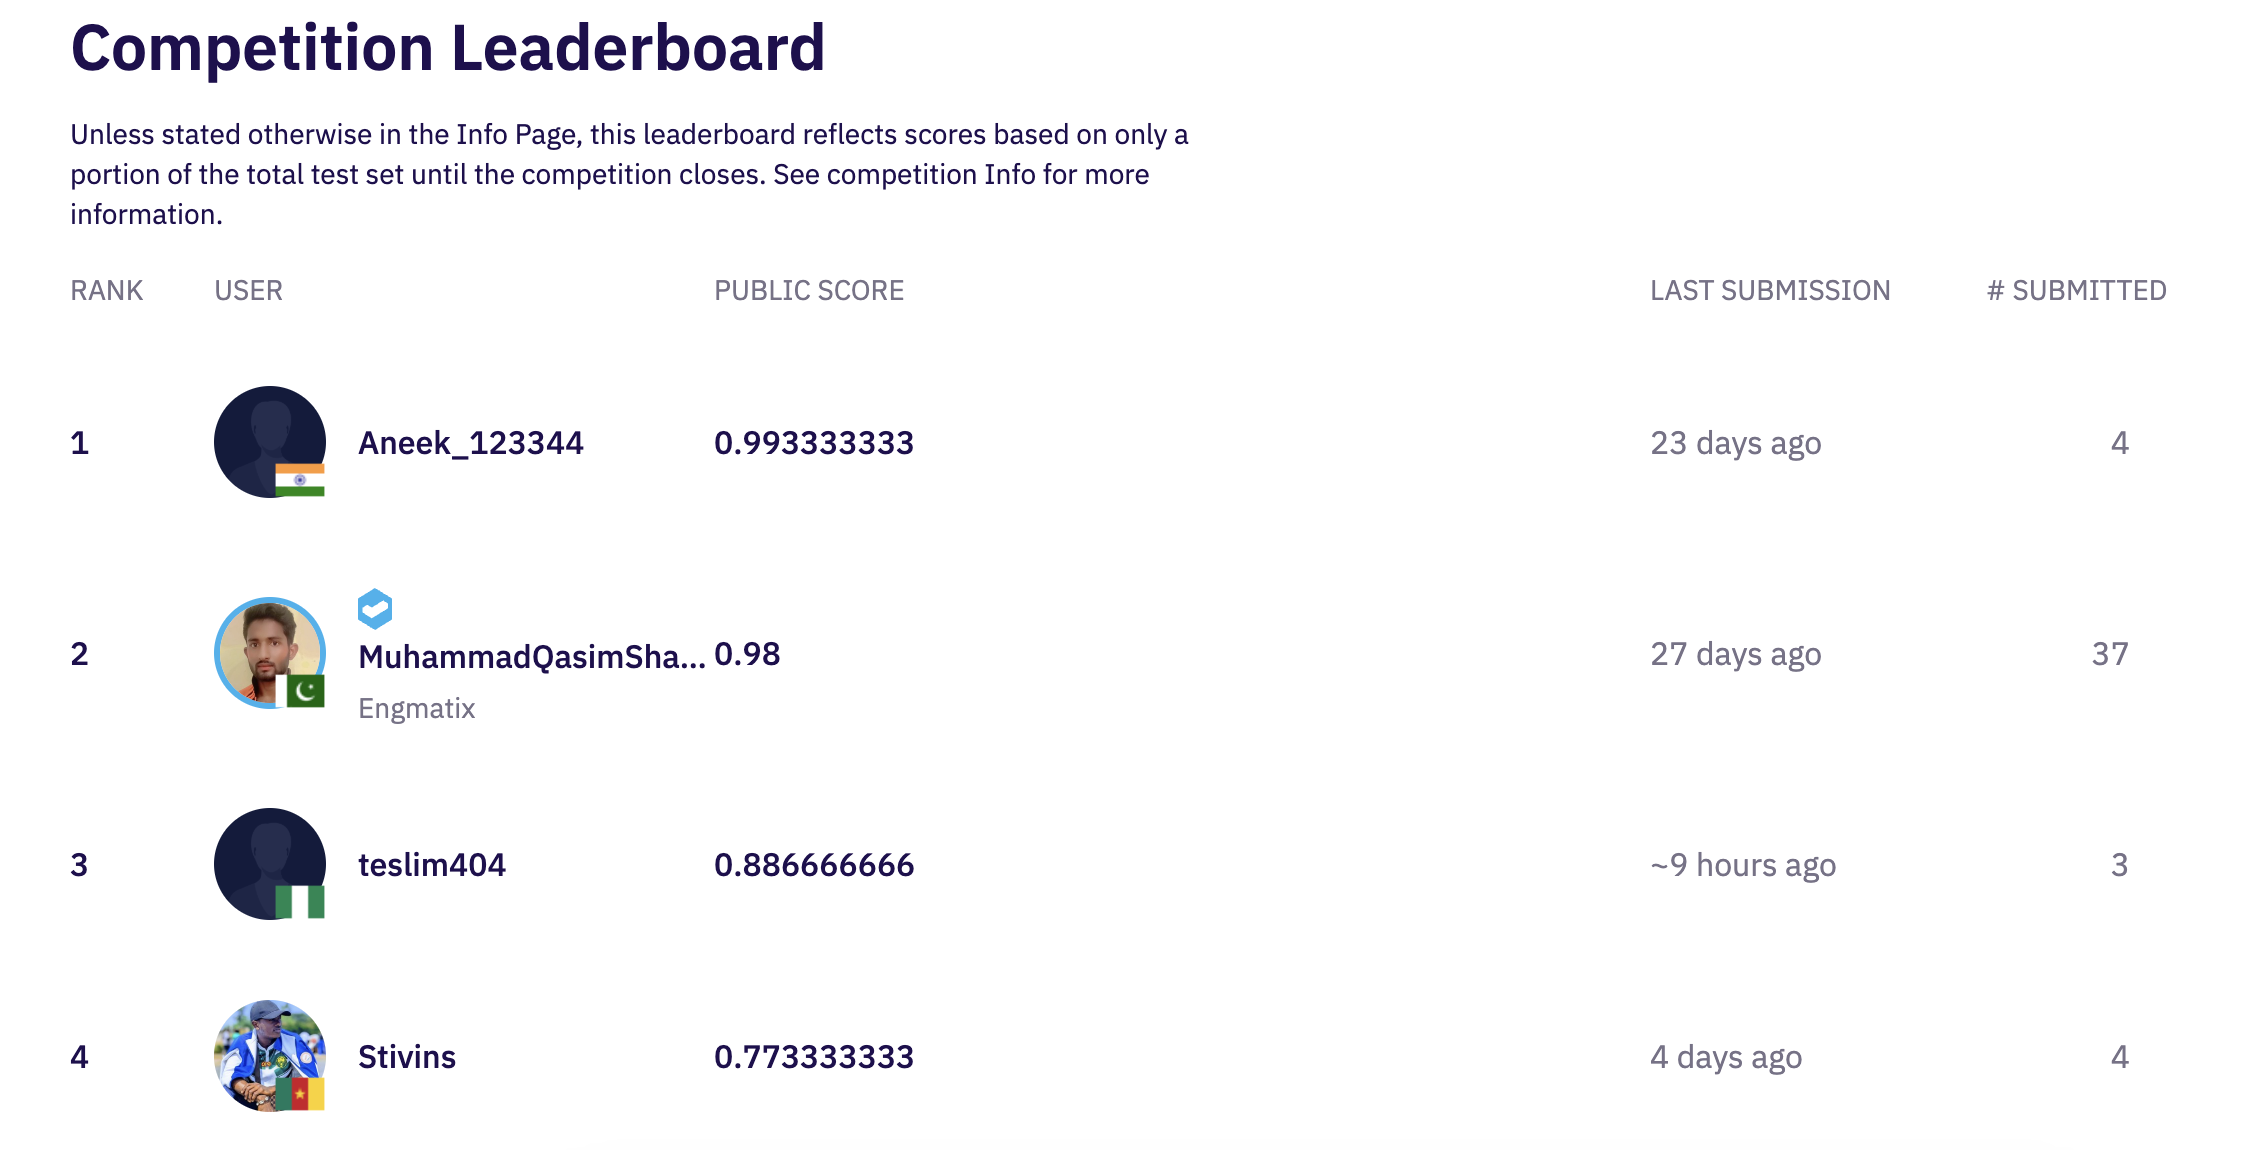 Competition Leaderboard
Unless stated otherwise in the Info Page, this leaderboard reflects scores based on only a
portion of the total test set until the competition closes. See competition Info for more
information.
RANK USER PUBLIC SCORE LAST SUBMISSION # SUBMITTED
1 Aneek_123344 0.993333333 23 days ago 4
2 MuhammadQasimSha... 0.98 27 days ago 37
Engmatix
3 teslim404 0.886666666 ~9 hours ago 3
4 Stivins 0.773333333 4 days ago 4